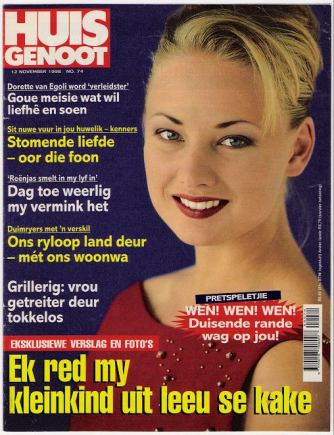 HUIS
GENOOT
12 NOVEMBER 1998 NO. 74
Dorette van Egoli word 'verleidster'
Goue meisie wat wil
liefhê en soen
Sit nuwe vuur in jou huwelik – kenners
Stomende liefde
– oor die foon
'Roënjas smelt in my lyf in'
Dag toe weerlig
my vermink het
Duimryers met 'n verskil
Ons ryloop land deur
– mét ons woonwa
Grillerig: vrou
getreiter deur
tokkelos
PRETSPELETJIE
WEN! WEN! WEN!
Duisende rande
wag op jou!
EKSKLUSIEWE VERSLAG EN FOTO'S
Ek red my
kleinkind uit leeu se kake